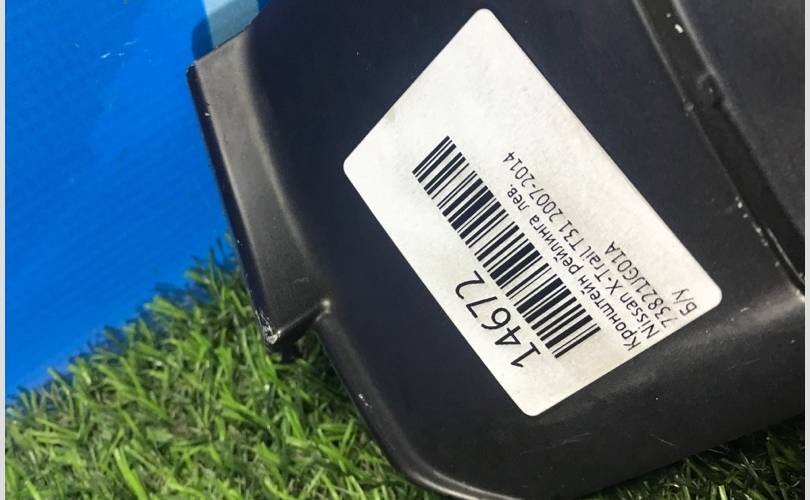 14672
Кронштейн рейлинга лев.
Nissan X-Trail T31 2007-2014
73821JG01A
Б/у